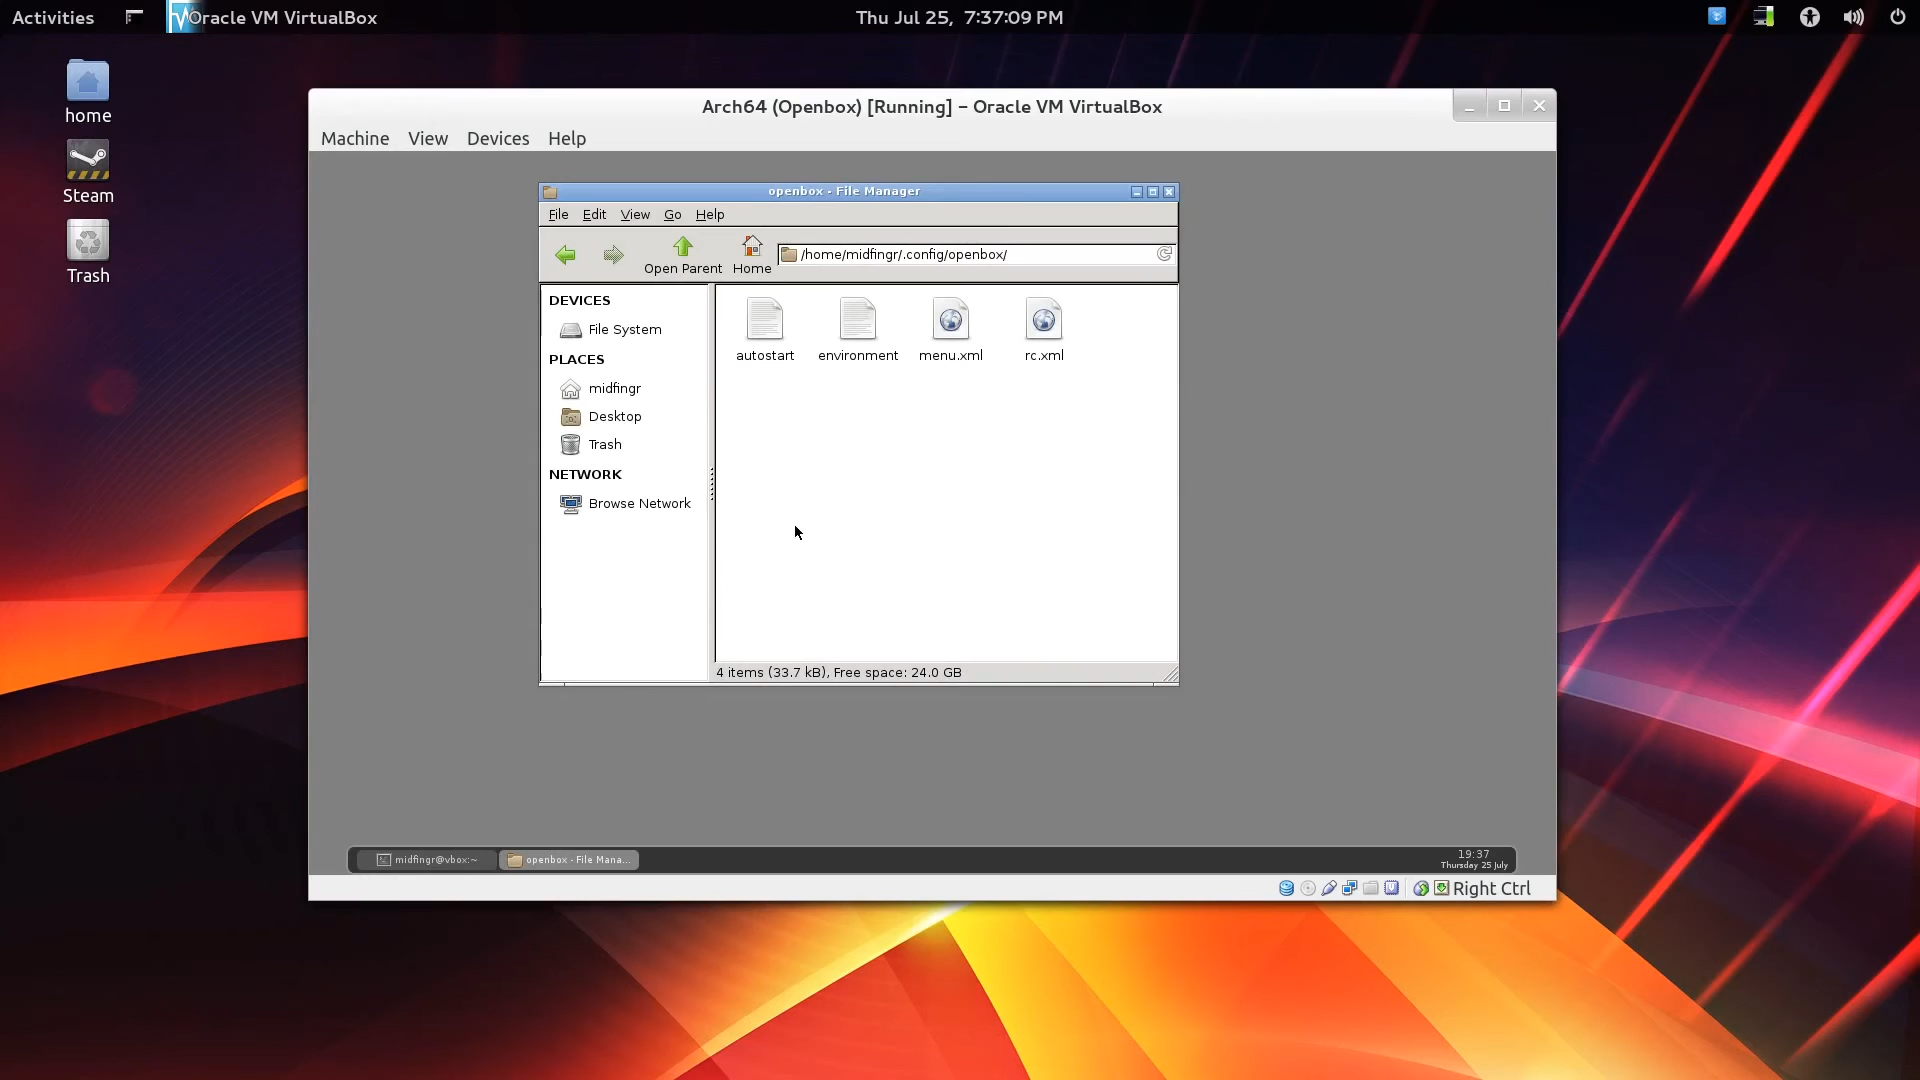 Activities
Oracle VM VirtualBox
Thu Jul 25, 7:37:09 PM
home
Steam
Trash
Arch64 (Openbox) [Running] – Oracle VM VirtualBox
Machine View Devices Help
openbox - File Manager
File Edit View Go Help
Open Parent
Home
/home/midfingr/.config/openbox/
DEVICES
File System
PLACES
midfingr
Desktop
Trash
NETWORK
Browse Network
autostart
environment
menu.xml
rc.xml
4 items (33.7 kB), Free space: 24.0 GB
midfingr@vbox:~
openbox - File Mana...
19:37
Thursday 25 July
Right Ctrl